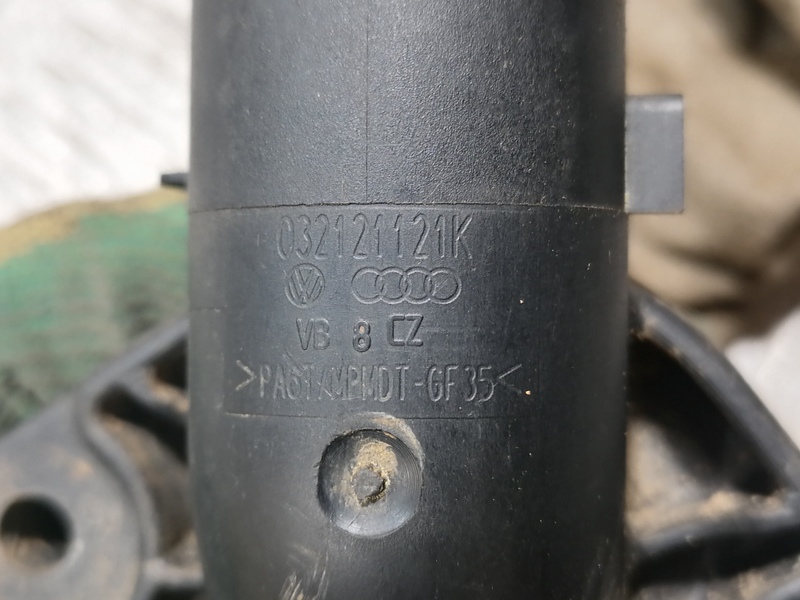 032121121K
VB 8 CZ
>PA6T/MPMDT-GF35<